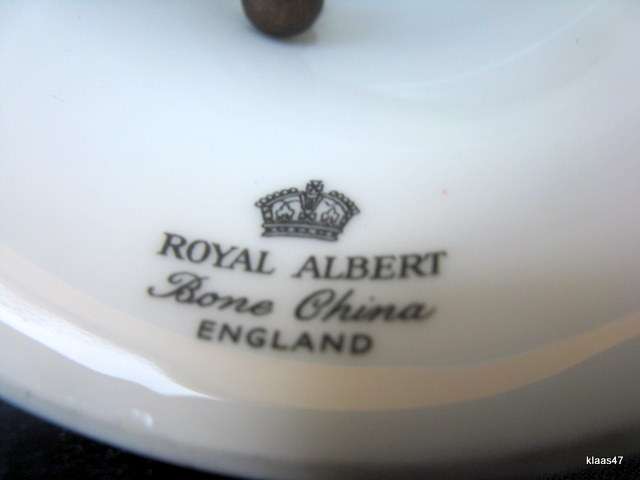 ROYAL ALBERT
Bone China
ENGLAND
klaas47